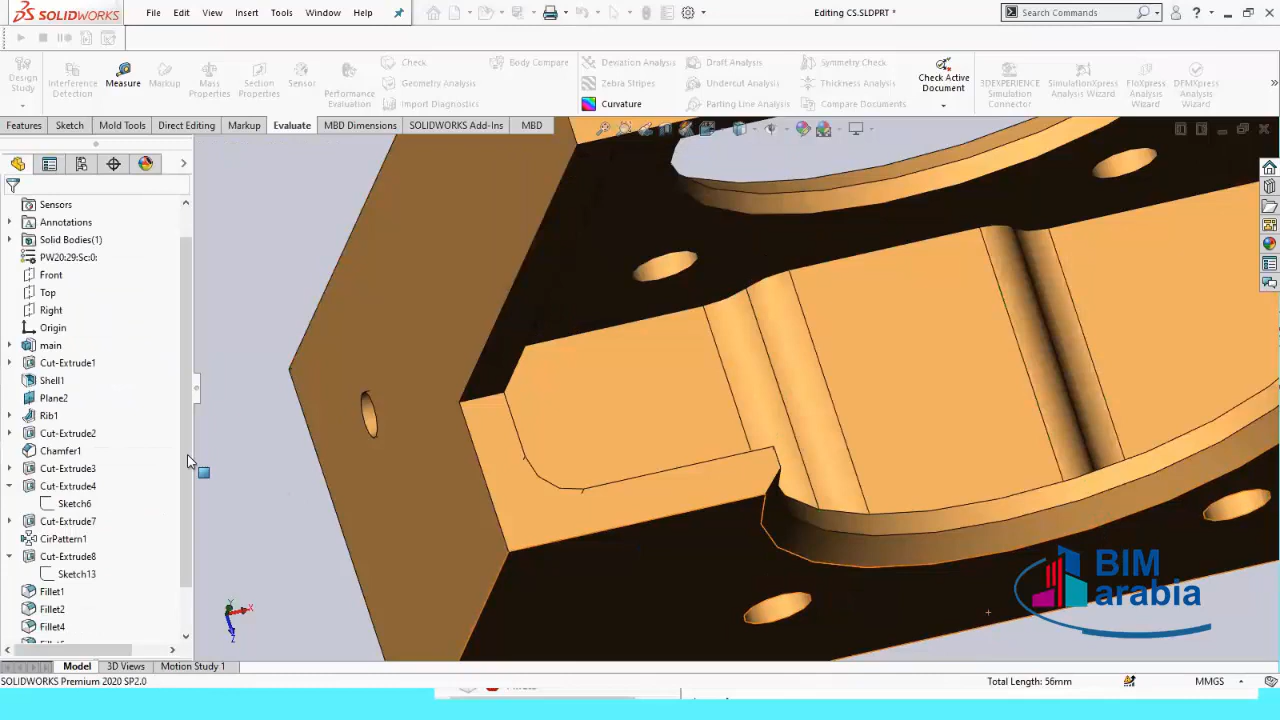 SOLIDWORKS
File Edit View Insert Tools Window Help
Editing CS.SLDPRT *
Search Commands
Design Study
Interference Detection
Measure
Markup
Mass Properties
Section Properties
Sensor
Performance Evaluation
Check
Geometry Analysis
Import Diagnostics
Body Compare
Deviation Analysis
Zebra Stripes
Curvature
Draft Analysis
Undercut Analysis
Parting Line Analysis
Symmetry Check
Thickness Analysis
Compare Documents
Check Active Document
3DEXPERIENCE Simulation Connector
SimulationXpress Analysis Wizard
FloXpress Analysis Wizard
DFMXpress Analysis Wizard
Features Sketch Mold Tools Direct Editing Markup Evaluate MBD Dimensions SOLIDWORKS Add-Ins MBD
Sensors
Annotations
Solid Bodies(1)
PW20:29:Sc:0:
Front
Top
Right
Origin
main
Cut-Extrude1
Shell1
Plane2
Rib1
Cut-Extrude2
Chamfer1
Cut-Extrude3
Cut-Extrude4
Sketch6
Cut-Extrude7
CirPattern1
Cut-Extrude8
Sketch13
Fillet1
Fillet2
Fillet4
Y
X
Z
BIM
arabia
Model 3D Views Motion Study 1
SOLIDWORKS Premium 2020 SP2.0
Total Length: 56mm
MMGS